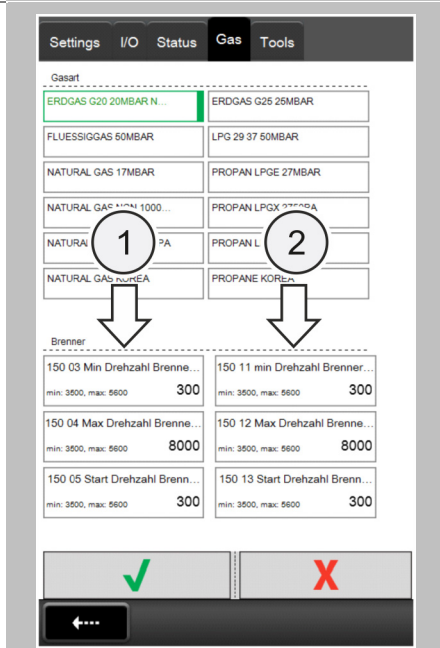 Settings I/O Status Gas Tools
Gasart
ERDGAS G20 20MBAR N...
ERDGAS G25 25MBAR
FLUESSIGGAS 50MBAR
LPG 29 37 50MBAR
NATURAL GAS 17MBAR
PROPAN LPGE 27MBAR
NATURAL GAS 1000...
PROPAN LPGX
PA
PROPAN
NATURAL GAS KOREA
PROPANE KOREA
1
2
Brenner
150 03 Min Drehzahl Brenne...
min: 3500, max: 5600 300
150 11 min Drehzahl Brenner...
min: 3500, max: 5600 300
150 04 Max Drehzahl Brenne...
min: 3500, max: 5600 8000
150 12 Max Drehzahl Brenne...
min: 3500, max: 5600 8000
150 05 Start Drehzahl Brenn...
min: 3500, max: 5600 300
150 13 Start Drehzahl Brenn...
min: 3500, max: 5600 300